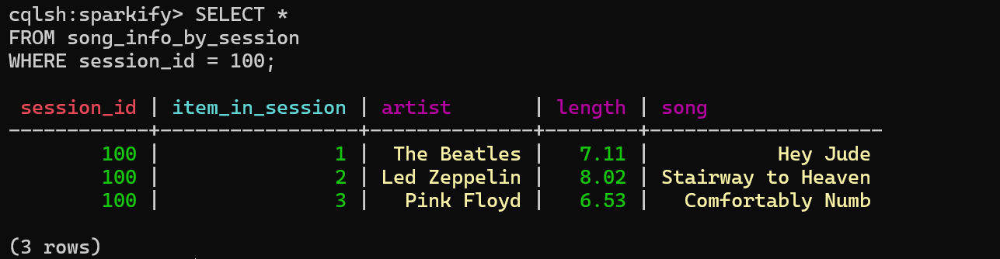 cqlsh:sparkify> SELECT *
FROM song_info_by_session
WHERE session_id = 100;
session_id | item_in_session | artist | length | song
------------+-----------------+--------------+--------+--------------------
100 | 1 | The Beatles | 7.11 | Hey Jude
100 | 2 | Led Zeppelin | 8.02 | Stairway to Heaven
100 | 3 | Pink Floyd | 6.53 | Comfortably Numb
(3 rows)